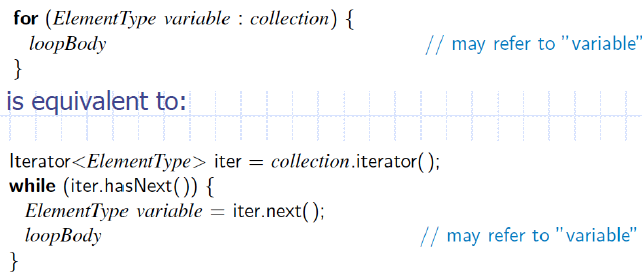 for (ElementType variable : collection) {
loopBody // may refer to "variable"
}
is equivalent to:
Iterator<ElementType> iter = collection.iterator();
while (iter.hasNext()) {
ElementType variable = iter.next();
loopBody // may refer to "variable"
}